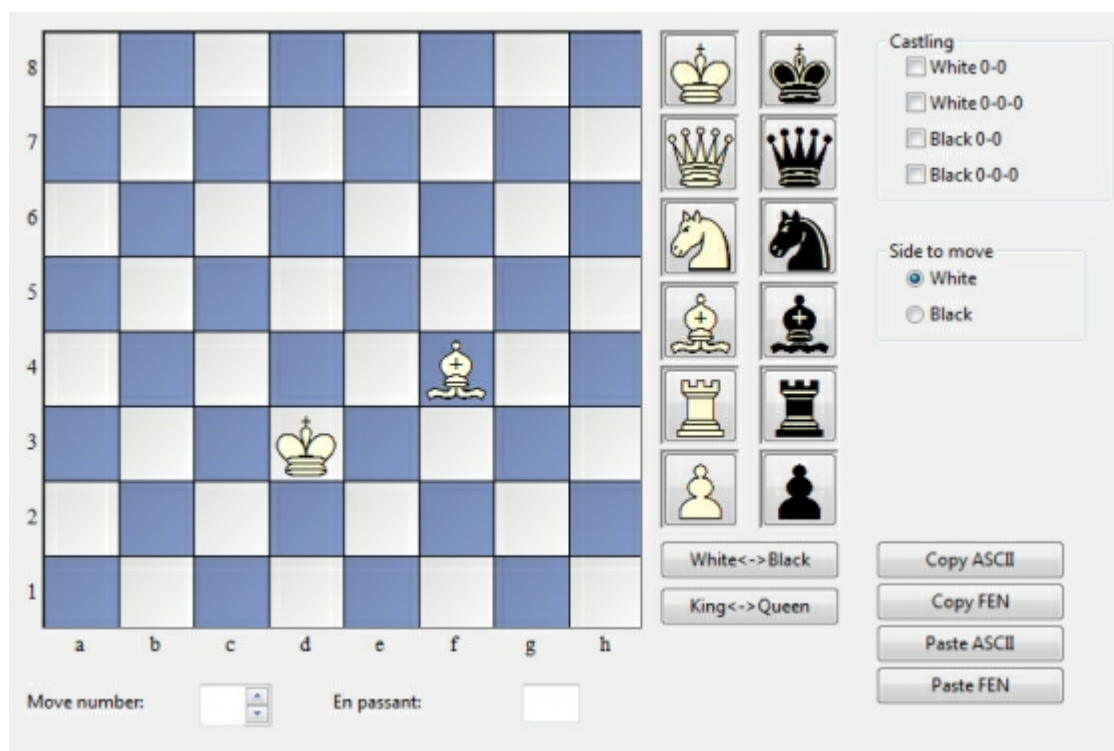 8
7
6
5
4
3
2
1
a b c d e f g h
Move number:
En passant:
White<->Black
King<->Queen
Castling
White 0-0
White 0-0-0
Black 0-0
Black 0-0-0
Side to move
White
Black
Copy ASCII
Copy FEN
Paste ASCII
Paste FEN